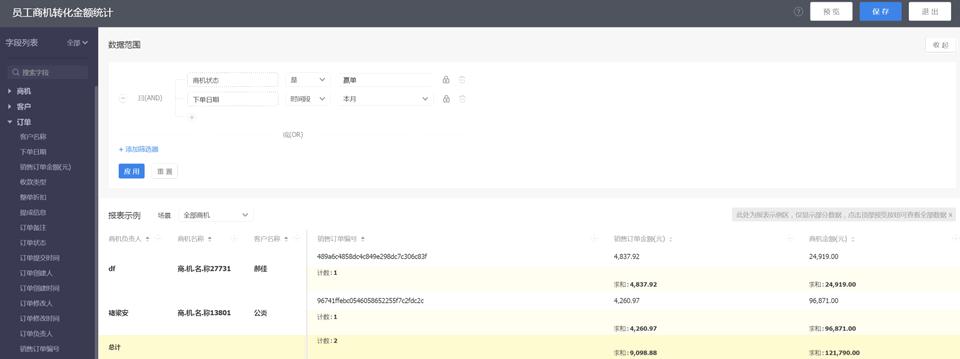 员工商机转化金额统计
预 览
保 存
退 出
字段列表 全部
搜索字段
商机
客户
订单
客户名称
下单日期
销售订单金额(元)
收款类型
整单折扣
提成信息
订单备注
订单状态
订单提交时间
订单创建人
订单创建时间
订单修改人
订单修改时间
订单负责人
销售订单编号
数据范围
收 起
且(AND)
商机状态 是 赢单
下单日期 时间段 本月
或(OR)
+ 添加筛选器
应 用 重 置
报表示例 场景 全部商机
此处为报表示例区，仅显示部分数据，点击顶部预览按钮可查看全部数据 ×
商机负责人 商机名称 客户名称 销售订单编号 销售订单金额(元) 商机金额(元)
df 商.机.名.称27731 郝佳
489a6c4858dc4c849e298dc7c306c83f 4,837.92 24,919.00
计数:1
求和:4,837.92 求和:24,919.00
褚梁安 商.机.名.称13801 公炎
96741ffebc0546058652255f7c2fdc2c 4,260.97 96,871.00
计数:1
求和:4,260.97 求和:96,871.00
总计
计数:2
求和:9,098.88 求和:121,790.00